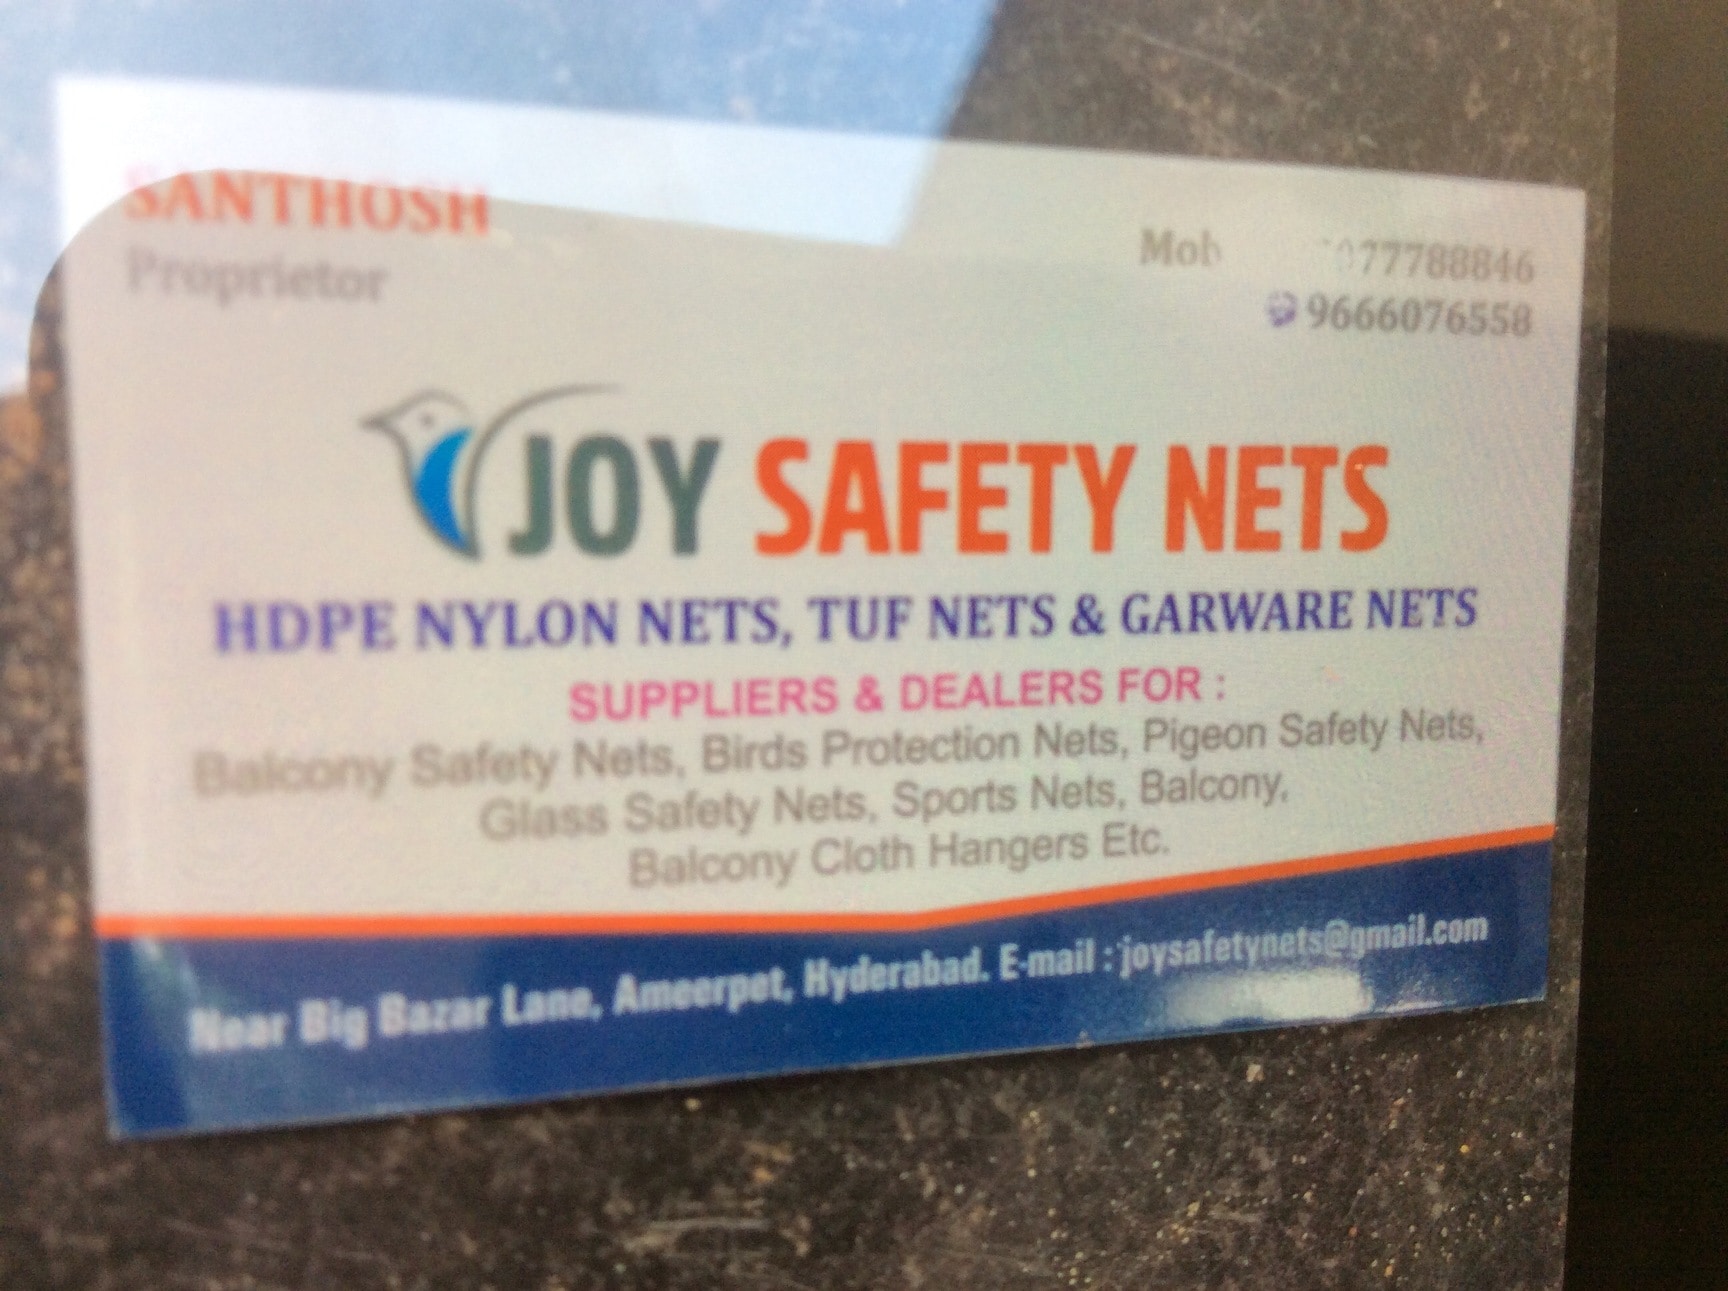 SANTHOSH
Proprietor
Mob
77788846
9666076558
JOY SAFETY NETS
HDPE NYLON NETS, TUF NETS & GARWARE NETS
SUPPLIERS & DEALERS FOR :
Balcony Safety Nets, Birds Protection Nets, Pigeon Safety Nets,
Glass Safety Nets, Sports Nets, Balcony,
Balcony Cloth Hangers Etc.
Near Big Bazar Lane, Ameerpet, Hyderabad. E-mail : joysafetynets@gmail.com